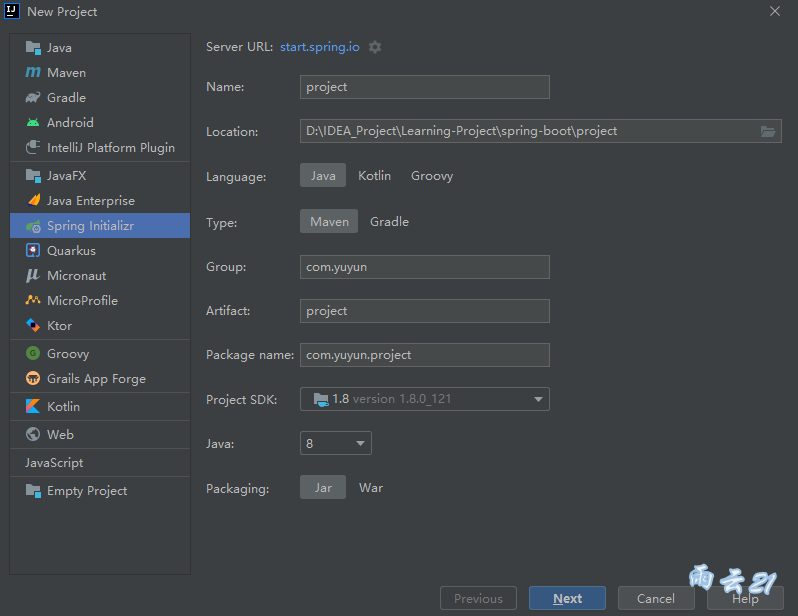 New Project
Java
Maven
Gradle
Android
IntelliJ Platform Plugin
JavaFX
Java Enterprise
Spring Initializr
Quarkus
Micronaut
MicroProfile
Ktor
Groovy
Grails App Forge
Kotlin
Web
JavaScript
Empty Project
Server URL: start.spring.io
Name: project
Location: D:\IDEA_Project\Learning-Project\spring-boot\project
Language: Java Kotlin Groovy
Type: Maven Gradle
Group: com.yuyun
Artifact: project
Package name: com.yuyun.project
Project SDK: 1.8 version 1.8.0_121
Java: 8
Packaging: Jar War
Previous Next Cancel Help
雨云21